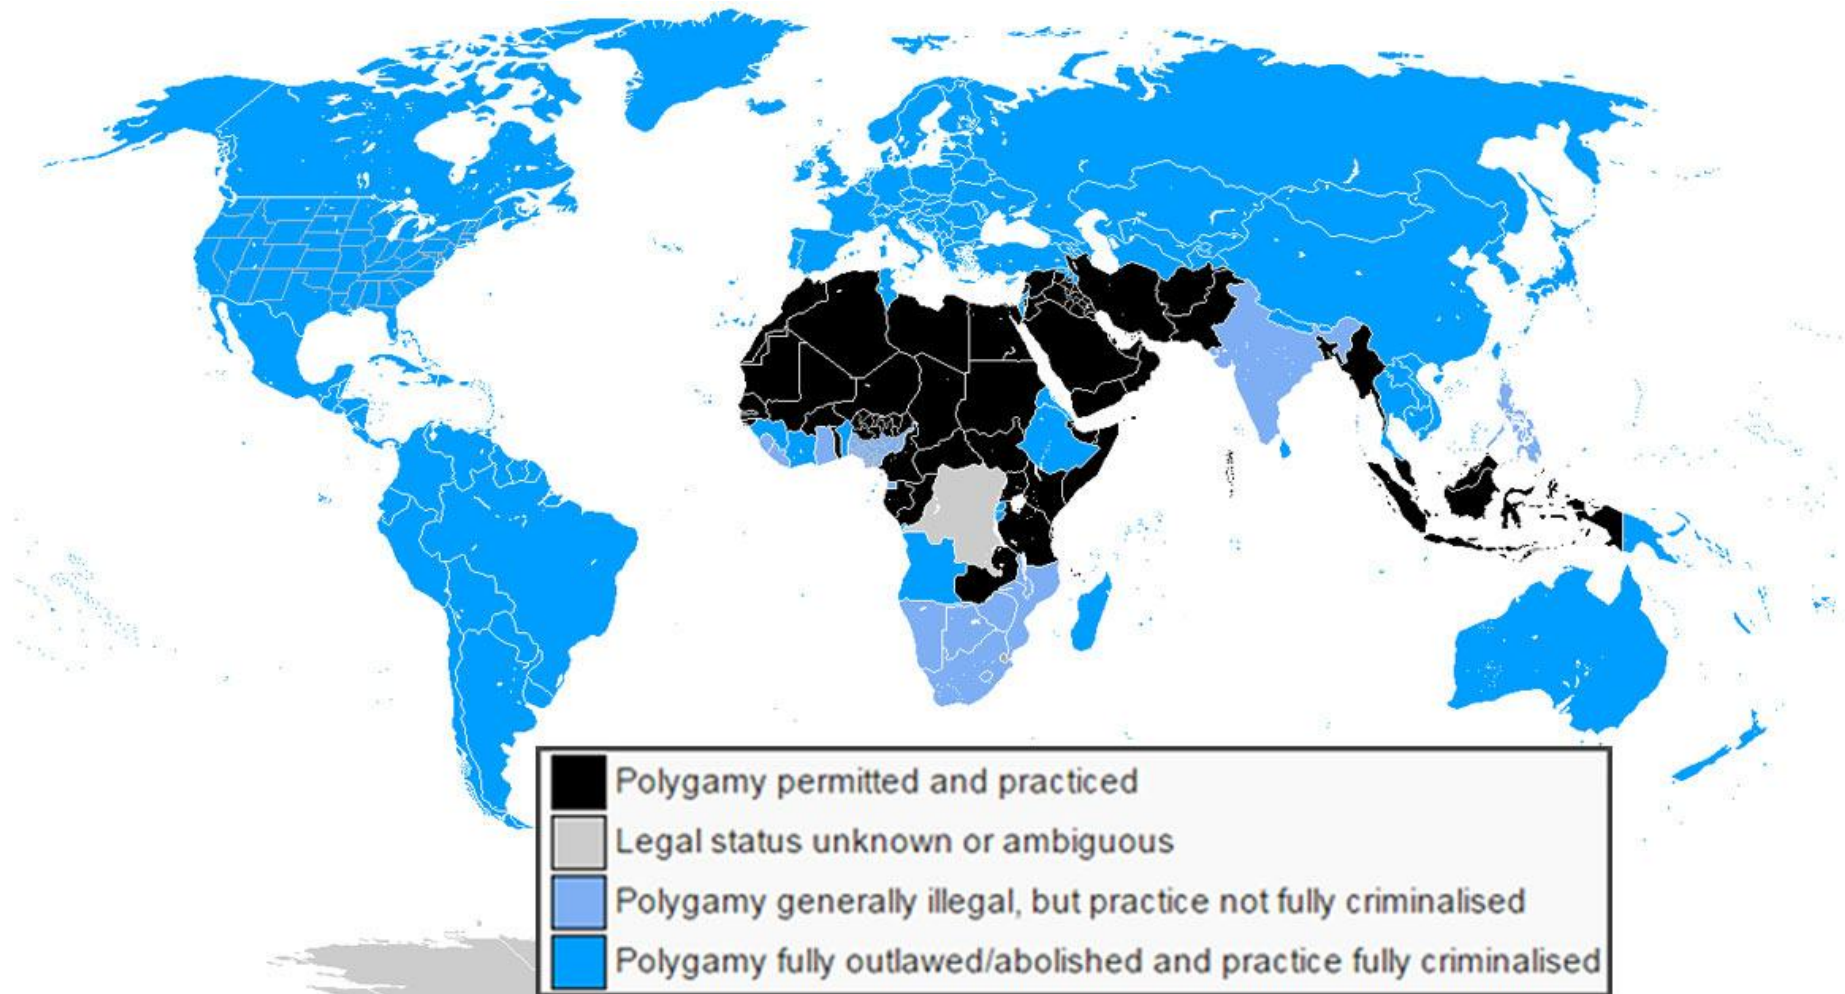 Polygamy permitted and practiced
Legal status unknown or ambiguous
Polygamy generally illegal, but practice not fully criminalised
Polygamy fully outlawed/abolished and practice fully criminalised